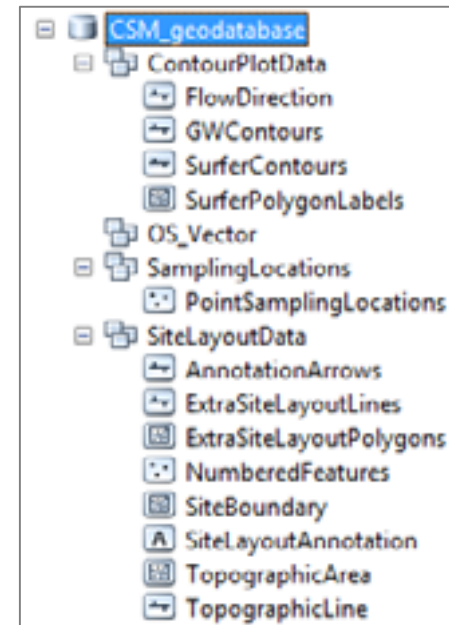 CSM_geodatabase
ContourPlotData
FlowDirection
GWContours
SurferContours
SurferPolygonLabels
OS_Vector
SamplingLocations
PointSamplingLocations
SiteLayoutData
AnnotationArrows
ExtraSiteLayoutLines
ExtraSiteLayoutPolygons
NumberedFeatures
SiteBoundary
A SiteLayoutAnnotation
TopographicArea
TopographicLine